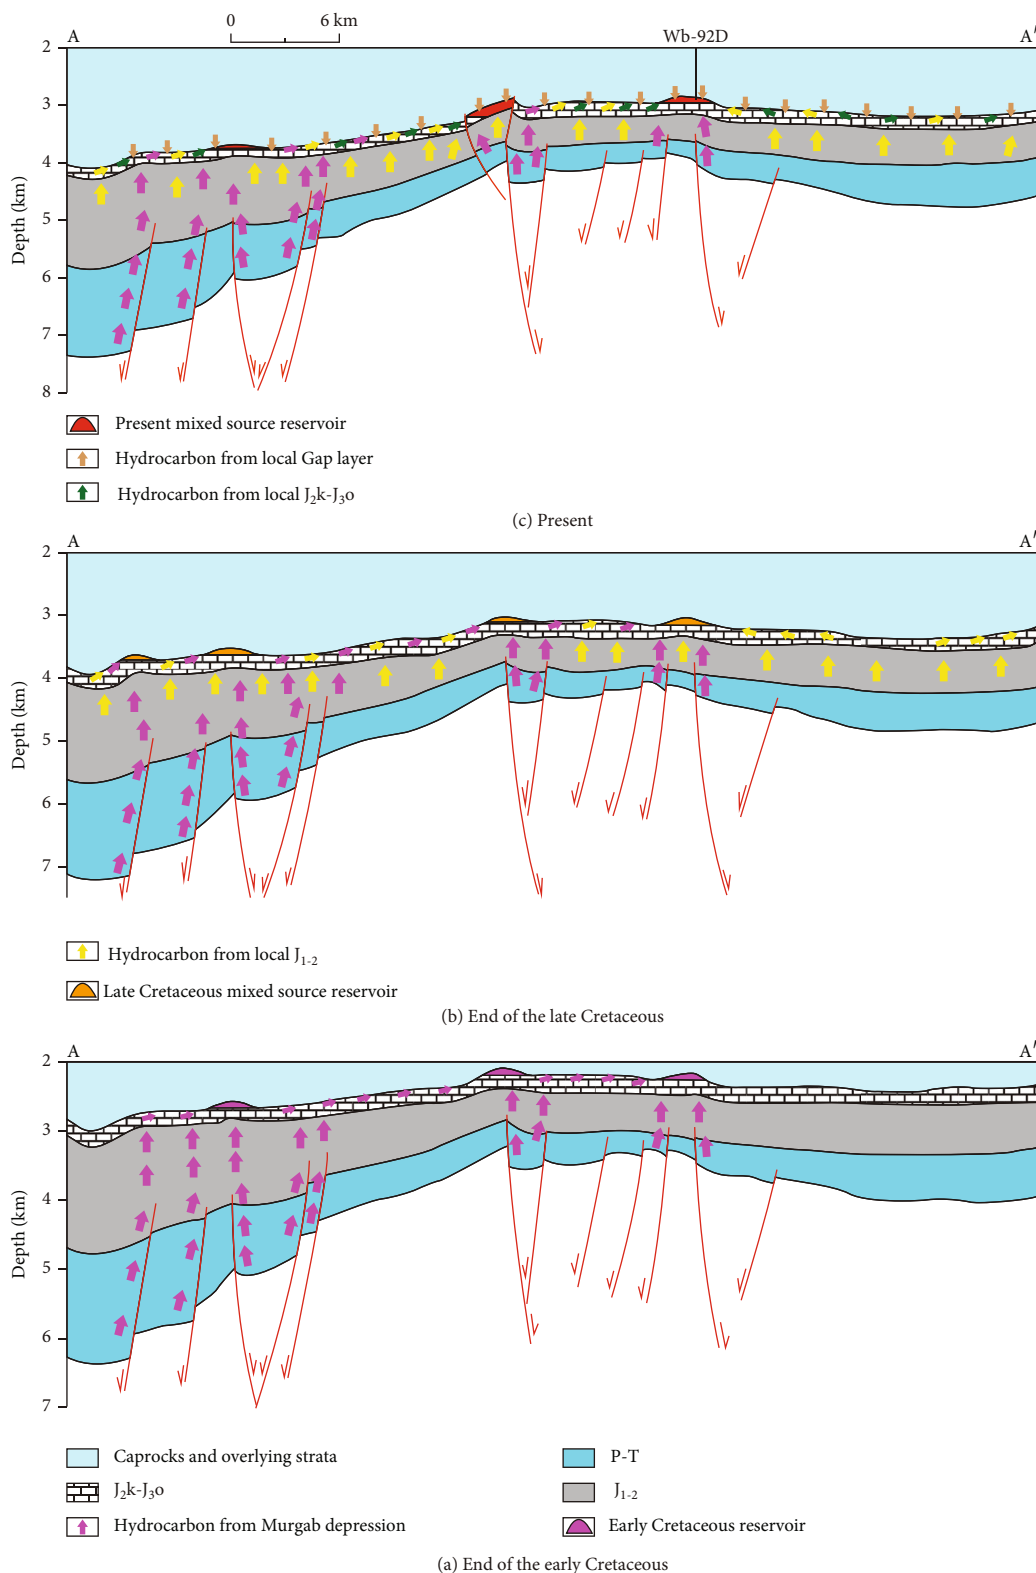 0 6 km
A Wb-92D A′
2
3
4
5
6
7
8
Depth (km)
Present mixed source reservoir
Hydrocarbon from local Gap layer
Hydrocarbon from local J₂k-J₃o
(c) Present
A A′
2
3
4
5
6
7
Depth (km)
Hydrocarbon from local J₁₋₂
Late Cretaceous mixed source reservoir
(b) End of the late Cretaceous
A A′
2
3
4
5
6
7
Depth (km)
Caprocks and overlying strata
P-T
J₂k-J₃o
J₁₋₂
Hydrocarbon from Murgab depression
Early Cretaceous reservoir
(a) End of the early Cretaceous